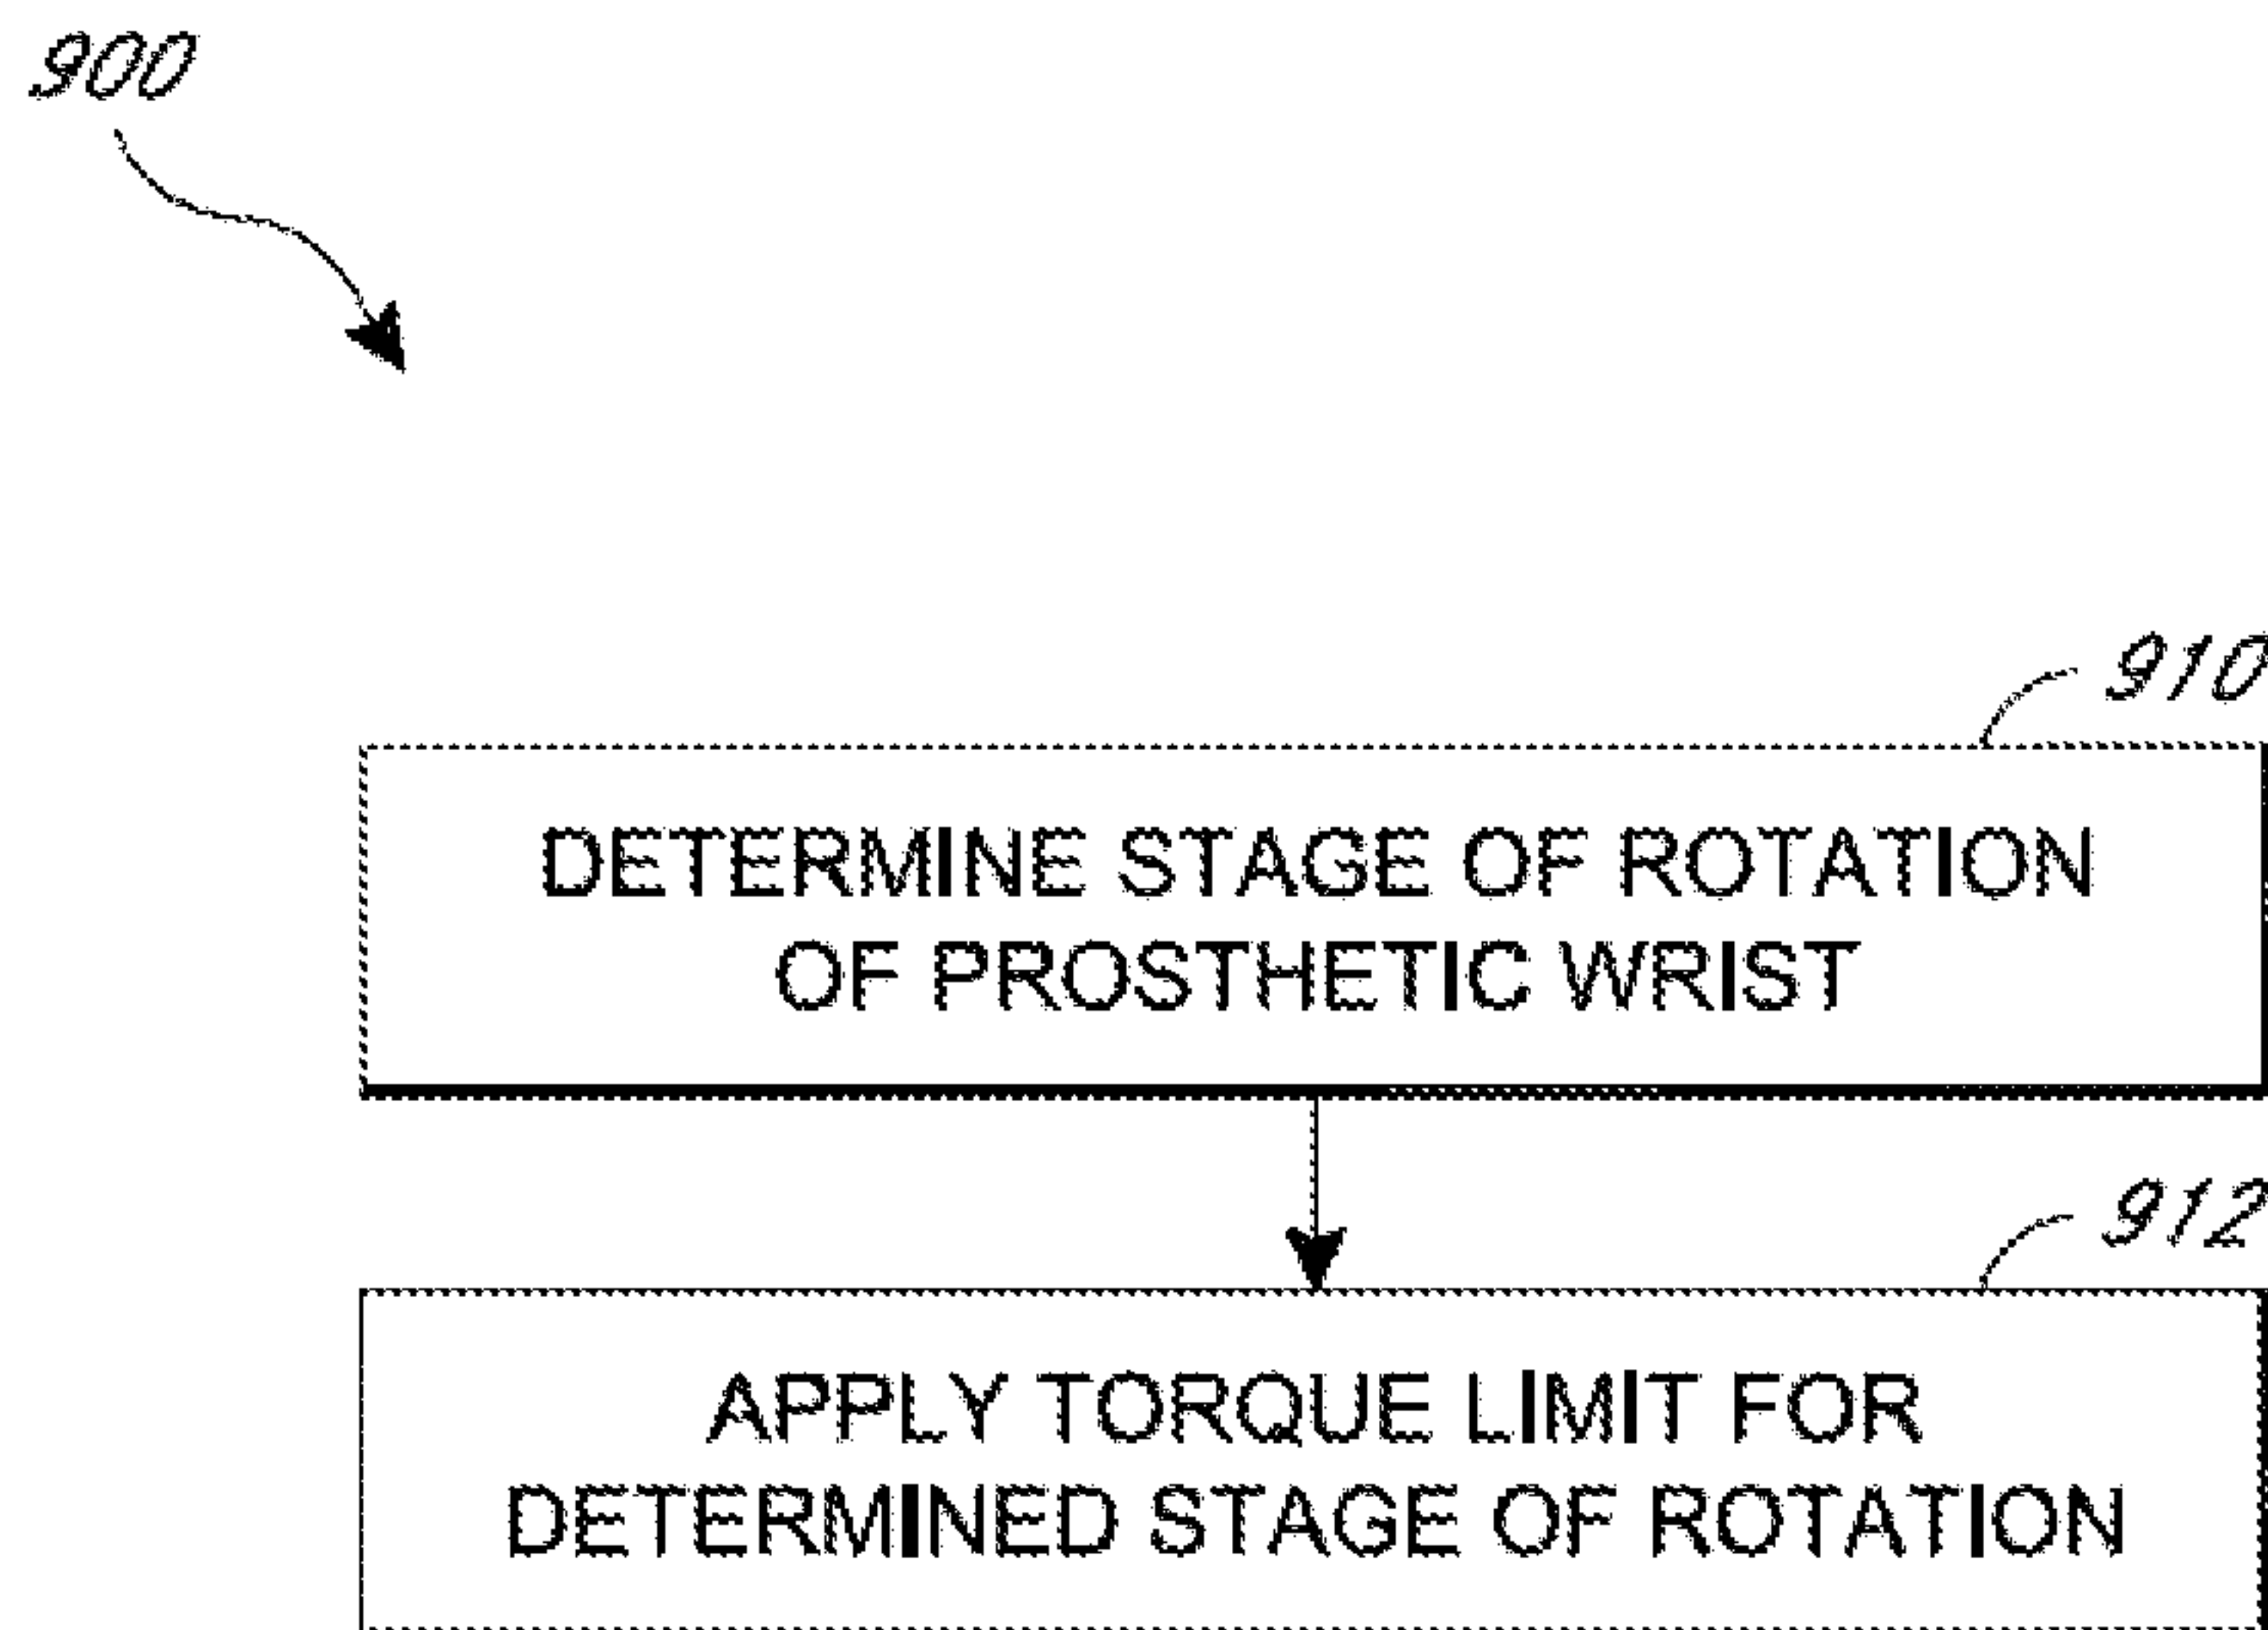 900
910
DETERMINE STAGE OF ROTATION
OF PROSTHETIC WRIST
912
APPLY TORQUE LIMIT FOR
DETERMINED STAGE OF ROTATION